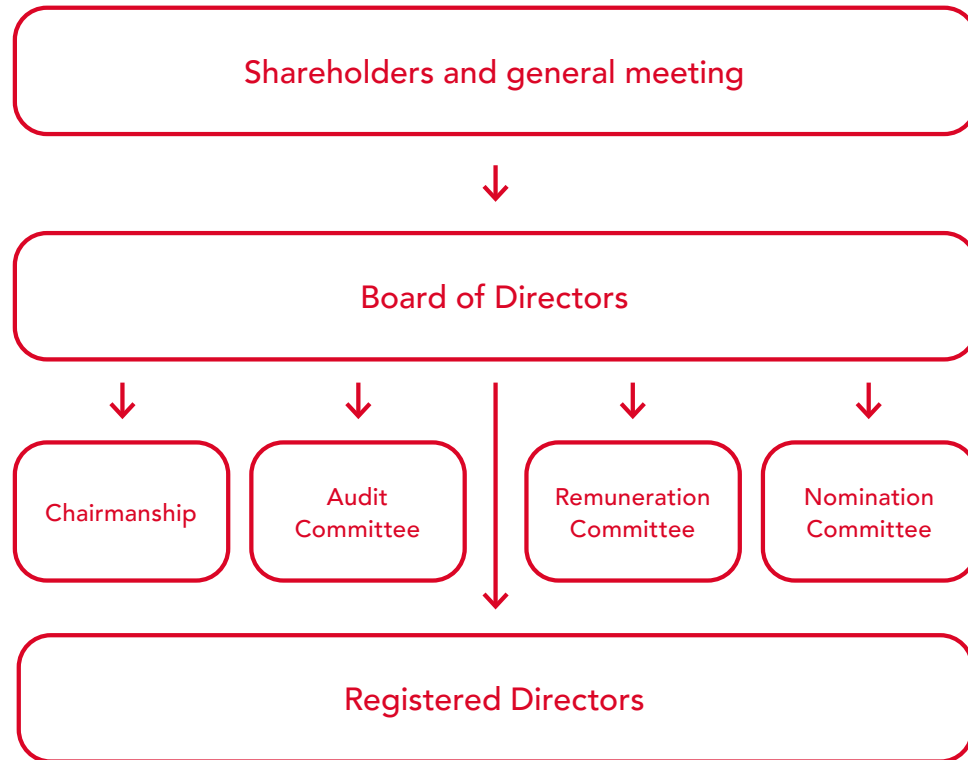 Shareholders and general meeting
Board of Directors
Chairmanship
Audit
Committee
Remuneration
Committee
Nomination
Committee
Registered Directors